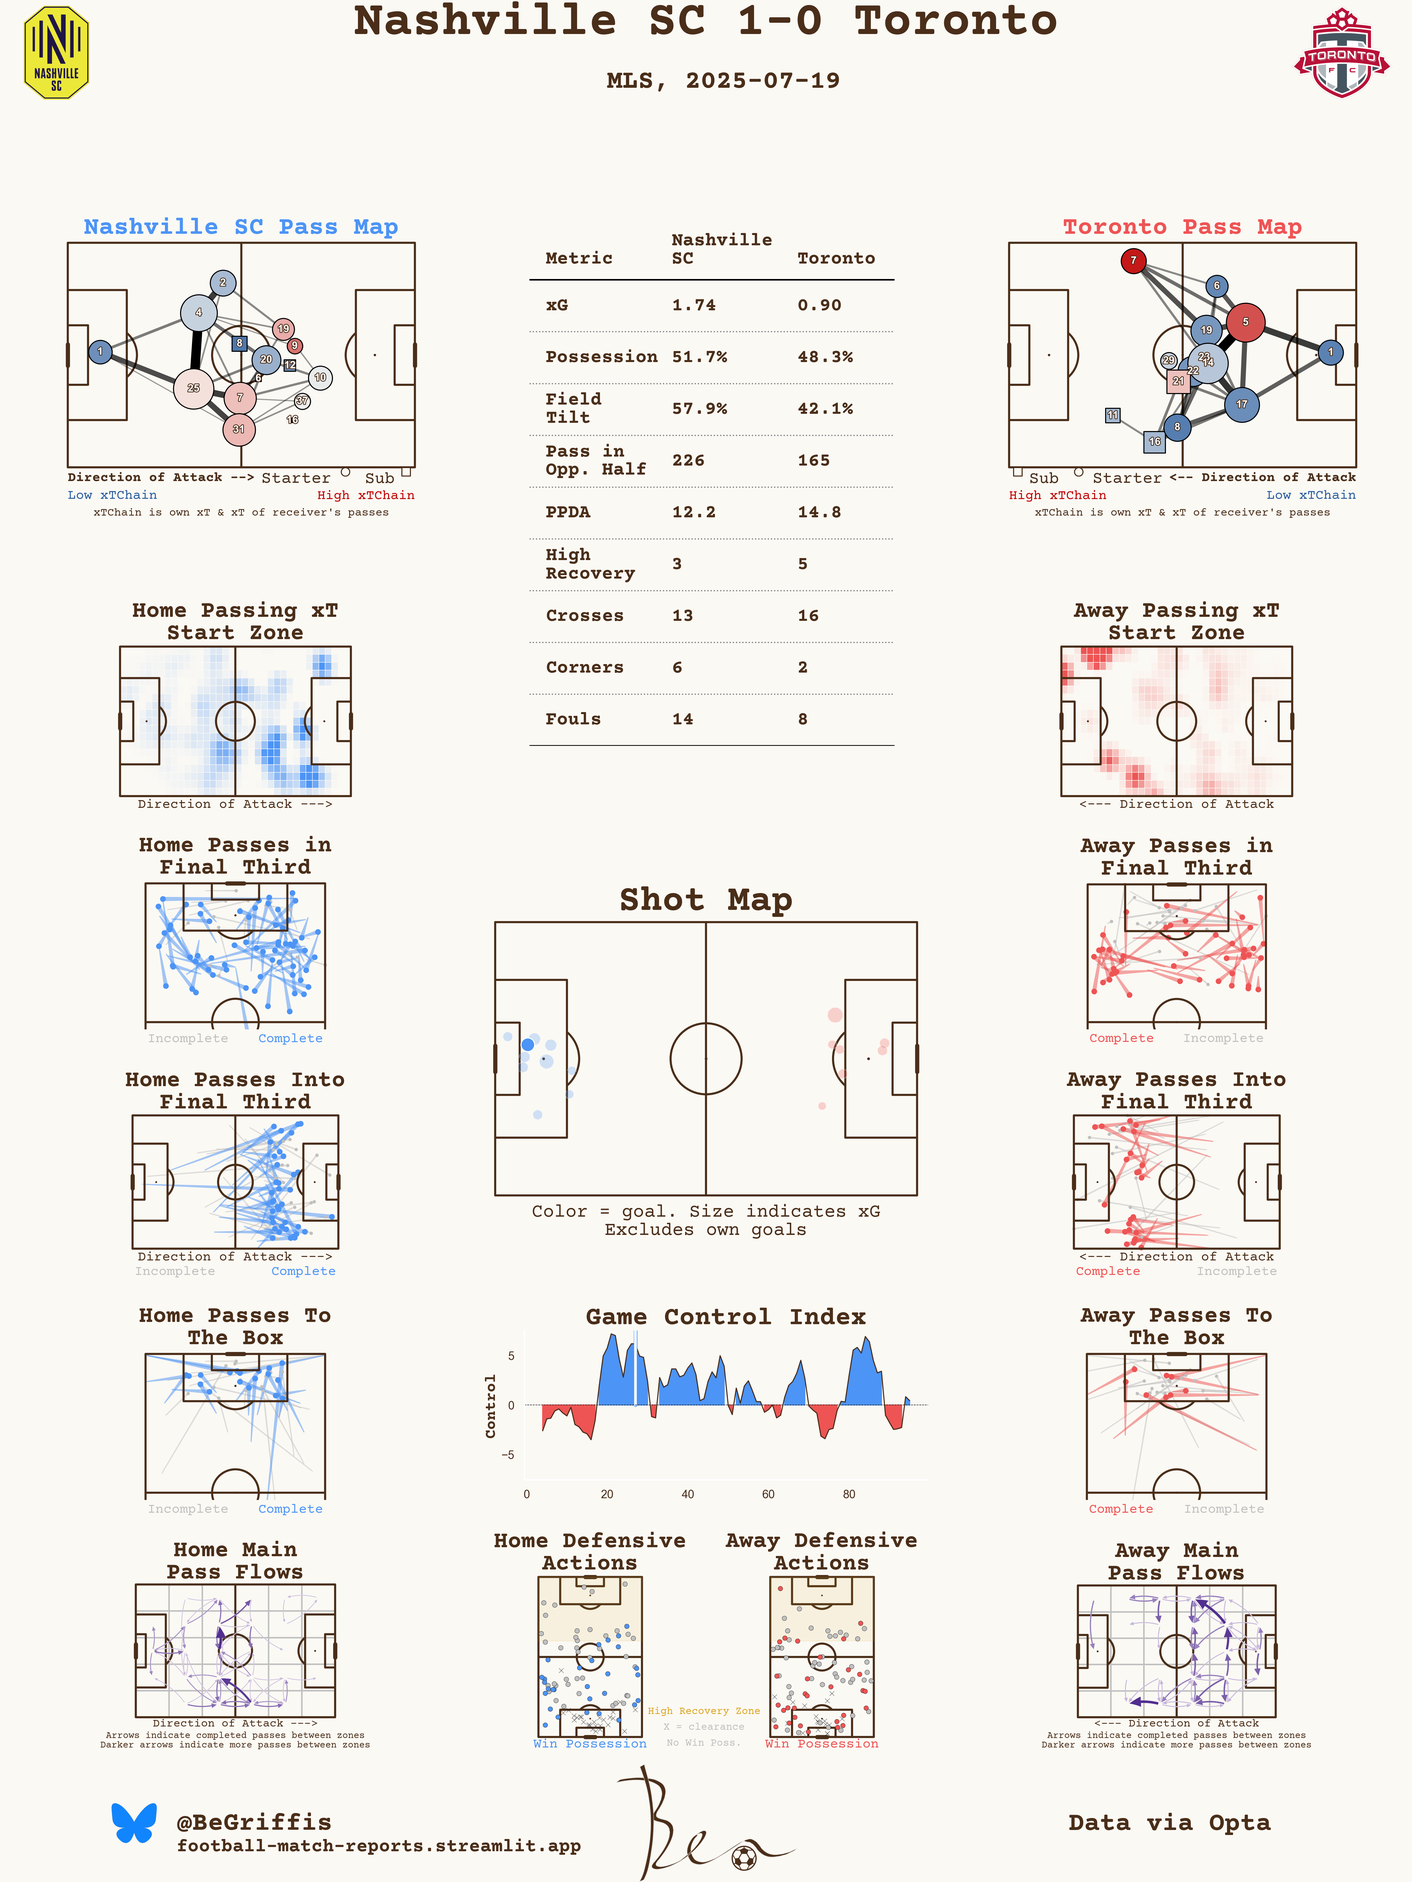 Nashville SC 1-0 Toronto
MLS, 2025-07-19
NASHVILLE
SC
TORONTO
F C
Nashville SC Pass Map
2
4
19
8
9
1
20
12
6
10
25
7
37
16
31
Direction of Attack --> Starter Sub
Low xTChain High xTChain
xTChain is own xT & xT of receiver's passes
Metric Nashville SC Toronto
xG 1.74 0.90
Possession 51.7% 48.3%
Field Tilt 57.9% 42.1%
Pass in Opp. Half 226 165
PPDA 12.2 14.8
High Recovery 3 5
Crosses 13 16
Corners 6 2
Fouls 14 8
Toronto Pass Map
7
6
5
19
1
29
23
14
22
21
17
11
8
16
Sub Starter <-- Direction of Attack
High xTChain Low xTChain
xTChain is own xT & xT of receiver's passes
Home Passing xT
Start Zone
Direction of Attack --->
Away Passing xT
Start Zone
<--- Direction of Attack
Home Passes in
Final Third
Incomplete Complete
Away Passes in
Final Third
Complete Incomplete
Shot Map
Color = goal. Size indicates xG
Excludes own goals
Home Passes Into
Final Third
Direction of Attack --->
Incomplete Complete
Away Passes Into
Final Third
<--- Direction of Attack
Complete Incomplete
Home Passes To
The Box
Incomplete Complete
Game Control Index
Control
5
0
−5
0 20 40 60 80
Away Passes To
The Box
Complete Incomplete
Home Main
Pass Flows
Direction of Attack --->
Arrows indicate completed passes between zones
Darker arrows indicate more passes between zones
Home Defensive
Actions
Win Possession
High Recovery Zone
X = clearance
No Win Poss.
Away Defensive
Actions
Win Possession
Away Main
Pass Flows
<--- Direction of Attack
Arrows indicate completed passes between zones
Darker arrows indicate more passes between zones
@BeGriffis
football-match-reports.streamlit.app
Ben
Data via Opta